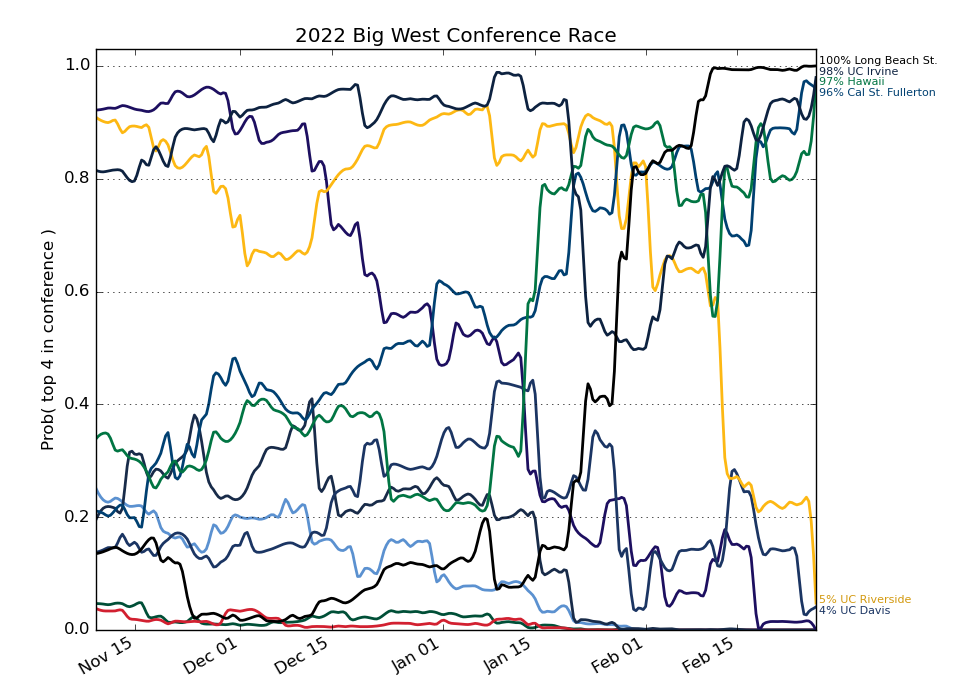 2022 Big West Conference Race
Prob( top 4 in conference )
1.0
0.8
0.6
0.4
0.2
0.0
Nov 15
Dec 01
Dec 15
Jan 01
Jan 15
Feb 01
Feb 15
100% Long Beach St.
98% UC Irvine
97% Hawaii
96% Cal St. Fullerton
5% UC Riverside
4% UC Davis